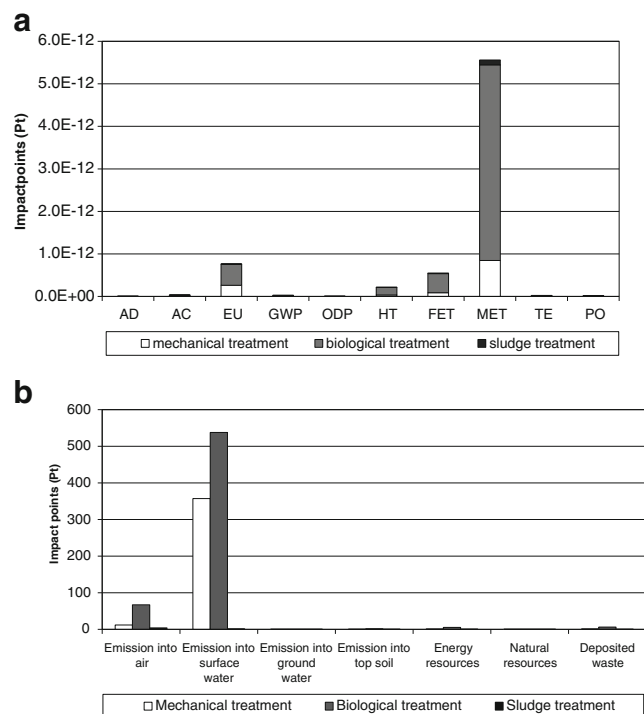 a
Impactpoints (Pt)
6.0E-12
5.0E-12
4.0E-12
3.0E-12
2.0E-12
1.0E-12
0.0E+00
AD AC EU GWP ODP HT FET MET TE PO
mechanical treatment biological treatment sludge treatment
b
Impact points (Pt)
600
500
400
300
200
100
0
Emission into air
Emission into surface water
Emission into ground water
Emission into top soil
Energy resources
Natural resources
Deposited waste
Mechanical treatment Biological treatment Sludge treatment